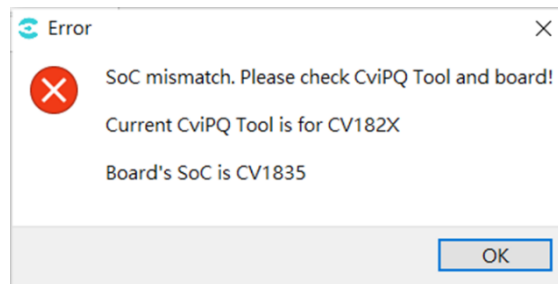 Error
SoC mismatch. Please check CviPQ Tool and board!
Current CviPQ Tool is for CV182X
Board's SoC is CV1835
OK